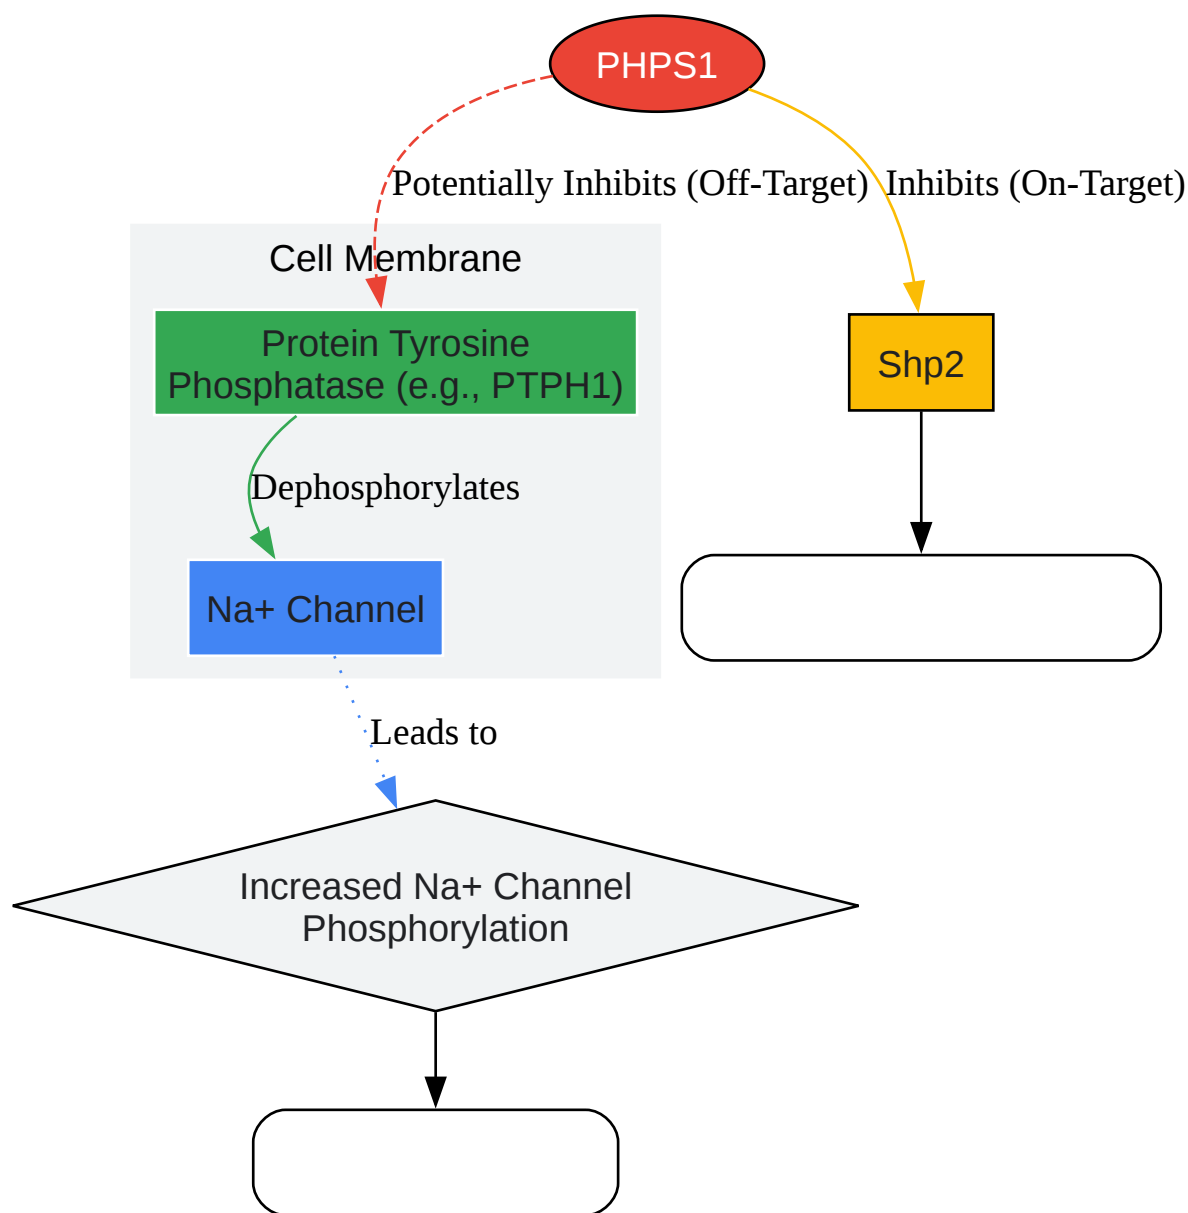 PHPS1
Potentially Inhibits (Off-Target)
Inhibits (On-Target)
Cell Membrane
Protein Tyrosine
Phosphatase (e.g., PTPH1)
Shp2
Dephosphorylates
Na+ Channel
Leads to
Increased Na+ Channel
Phosphorylation